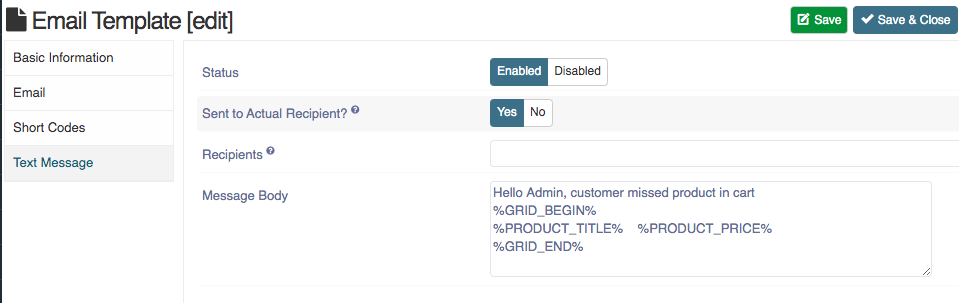 Email Template [edit]
Save
Save & Close
Basic Information
Email
Short Codes
Text Message
Status
Enabled Disabled
Sent to Actual Recipient? ?
Yes No
Recipients ?
Message Body
Hello Admin, customer missed product in cart
%GRID_BEGIN%
%PRODUCT_TITLE% %PRODUCT_PRICE%
%GRID_END%